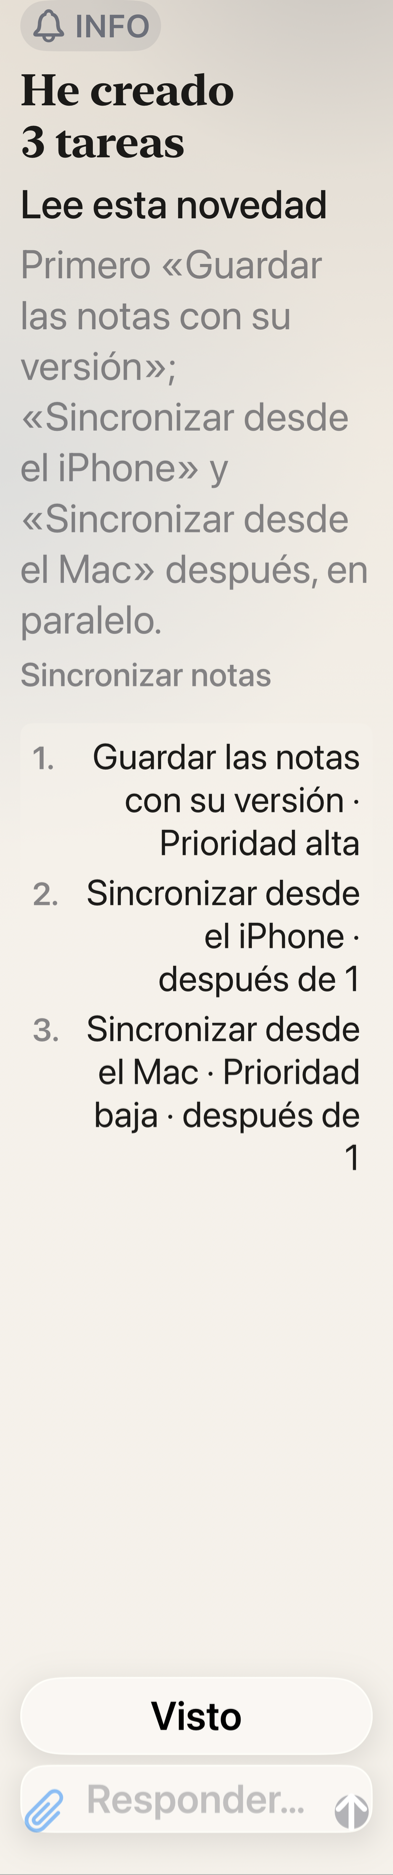 INFO
He creado
3 tareas
Lee esta novedad
Primero «Guardar
las notas con su
versión»;
«Sincronizar desde
el iPhone» y
«Sincronizar desde
el Mac» después, en
paralelo.
Sincronizar notas
1. Guardar las notas
con su versión ·
Prioridad alta
2. Sincronizar desde
el iPhone ·
después de 1
3. Sincronizar desde
el Mac · Prioridad
baja · después de
1
Visto
Responder...